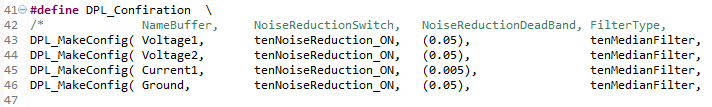 41 #define DPL_Confiration \
42 /* NameBuffer, NoiseReductionSwitch, NoiseReductionDeadBand, FilterType,
43 DPL_MakeConfig( Voltage1, tenNoiseReduction_ON, (0.05), tenMedianFilter,
44 DPL_MakeConfig( Voltage2, tenNoiseReduction_ON, (0.05), tenMedianFilter,
45 DPL_MakeConfig( Current1, tenNoiseReduction_ON, (0.005), tenMedianFilter,
46 DPL_MakeConfig( Ground, tenNoiseReduction_ON, (0.05), tenMedianFilter,
47